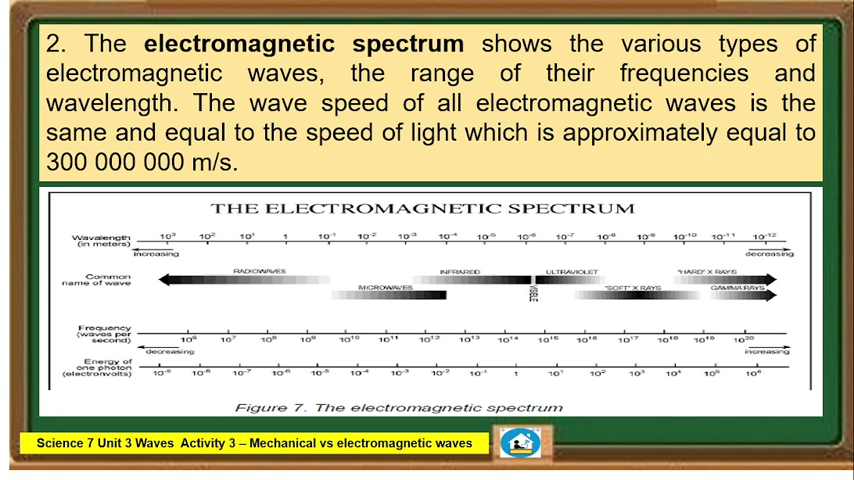 2. The electromagnetic spectrum shows the various types of
electromagnetic waves, the range of their frequencies and
wavelength. The wave speed of all electromagnetic waves is the
same and equal to the speed of light which is approximately equal to
300 000 000 m/s.
THE ELECTROMAGNETIC SPECTRUM
Wavelength
(in meters)
10³ 10² 10¹ 1 10⁻¹ 10⁻² 10⁻³ 10⁻⁴ 10⁻⁵ 10⁻⁶ 10⁻⁷ 10⁻⁸ 10⁻⁹ 10⁻¹⁰ 10⁻¹¹ 10⁻¹²
increasing decreasing
Common
name of wave
RADIOWAVES INFRARED ULTRAVIOLET "HARD" X RAYS
MICROWAVES VISIBLE "SOFT" X RAYS GAMMA RAYS
Frequency
(waves per
second)
10⁶ 10⁷ 10⁸ 10⁹ 10¹⁰ 10¹¹ 10¹² 10¹³ 10¹⁴ 10¹⁵ 10¹⁶ 10¹⁷ 10¹⁸ 10¹⁹ 10²⁰
decreasing increasing
Energy of
one photon
(electronvolts)
10⁻⁹ 10⁻⁸ 10⁻⁷ 10⁻⁶ 10⁻⁵ 10⁻⁴ 10⁻³ 10⁻² 10⁻¹ 1 10¹ 10² 10³ 10⁴ 10⁵ 10⁶
Figure 7. The electromagnetic spectrum
Science 7 Unit 3 Waves Activity 3 – Mechanical vs electromagnetic waves